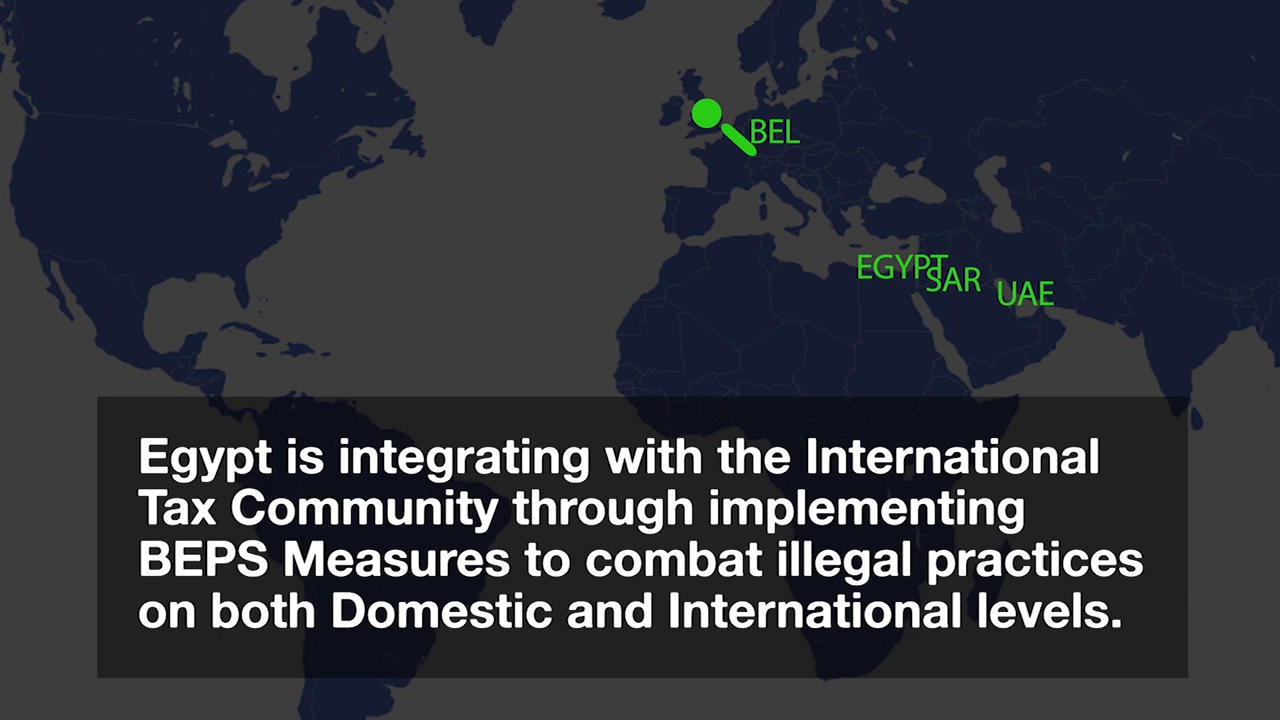 BEL
EGYPT
SAR
UAE
Egypt is integrating with the International
Tax Community through implementing
BEPS Measures to combat illegal practices
on both Domestic and International levels.